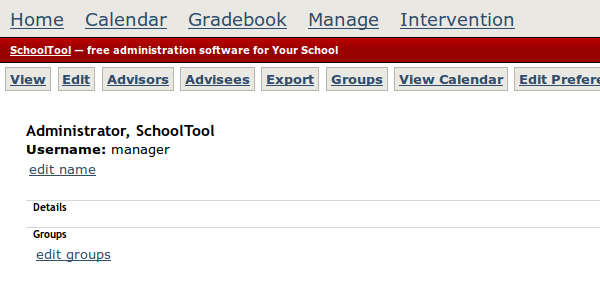 Home Calendar Gradebook Manage Intervention
SchoolTool — free administration software for Your School
View Edit Advisors Advisees Export Groups View Calendar Edit Prefere
Administrator, SchoolTool
Username: manager
edit name
Details
Groups
edit groups